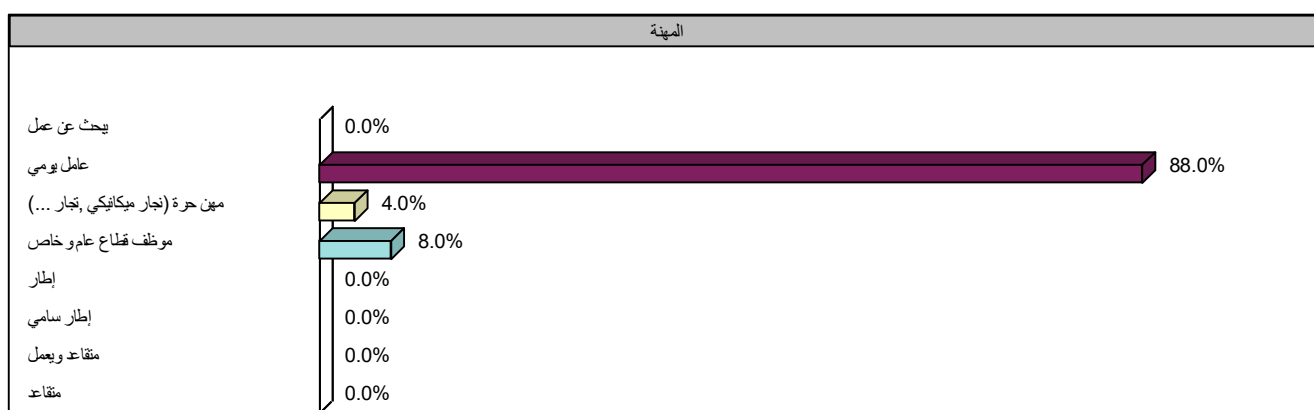 المهنة
يبحث عن عمل
0.0%
عامل يومي
88.0%
مهن حرة (نجار ميكانيكي ,تجار ...)
4.0%
موظف قطاع عام و خاص
8.0%
إطار
0.0%
إطار سامي
0.0%
متقاعد ويعمل
0.0%
متقاعد
0.0%